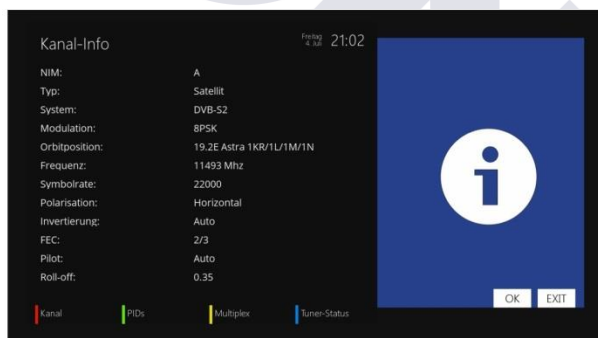 Kanal-Info
Freitag
4. Juli
21:02
NIM: A
Typ: Satellit
System: DVB-S2
Modulation: 8PSK
Orbitposition: 19.2E Astra 1KR/1L/1M/1N
Frequenz: 11493 Mhz
Symbolrate: 22000
Polarisation: Horizontal
Invertierung: Auto
FEC: 2/3
Pilot: Auto
Roll-off: 0.35
OK EXIT
Kanal PIDs Multiplex Tuner-Status